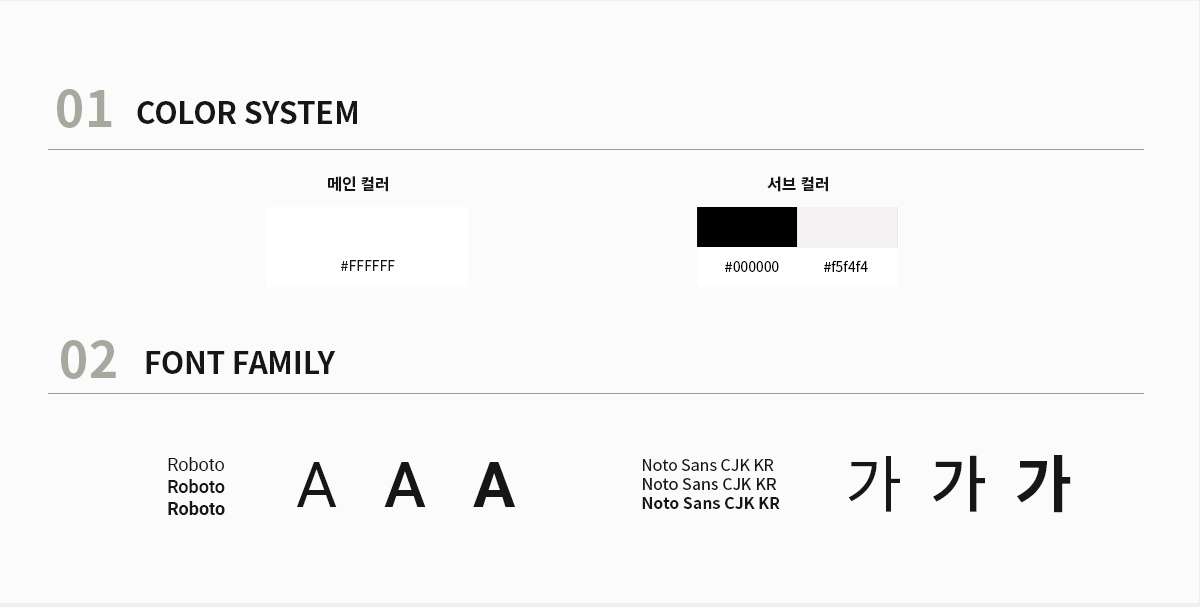 01 COLOR SYSTEM
메인 컬러
#FFFFFF
서브 컬러
#000000 #f5f4f4
02 FONT FAMILY
Roboto
Roboto
Roboto
A A A
Noto Sans CJK KR
Noto Sans CJK KR
Noto Sans CJK KR
가 가 가